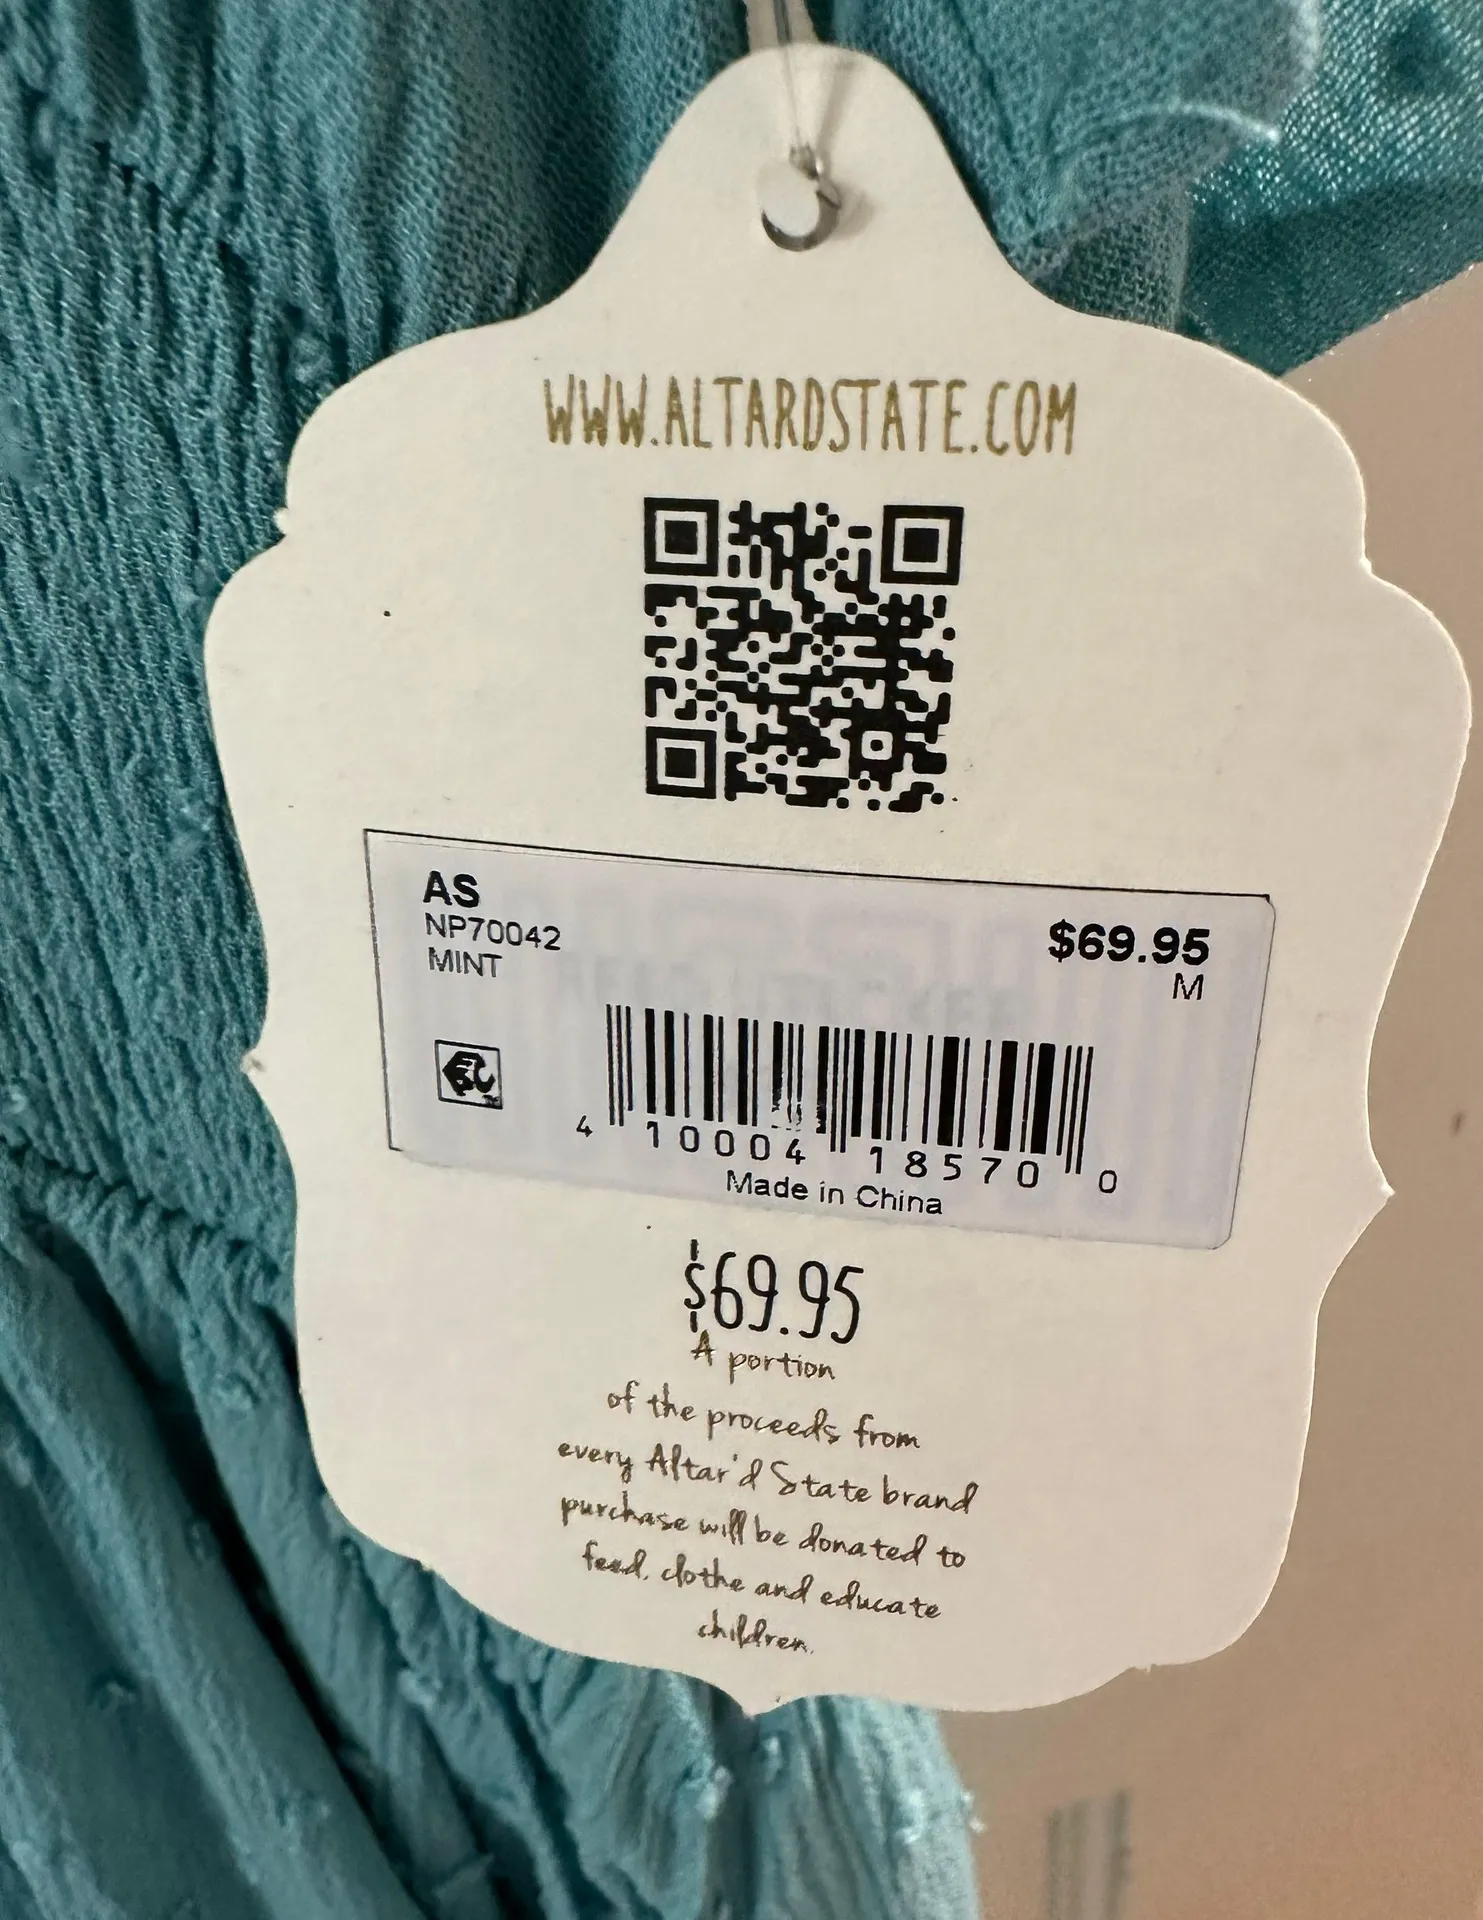 WWW.ALTARDSTATE.COM
AS
NP70042
MINT
$69.95
M
4 10004 18570 0
Made in China
$69.95
A portion
of the proceeds from
every Altar'd State brand
purchase will be donated to
feed, clothe and educate
children.